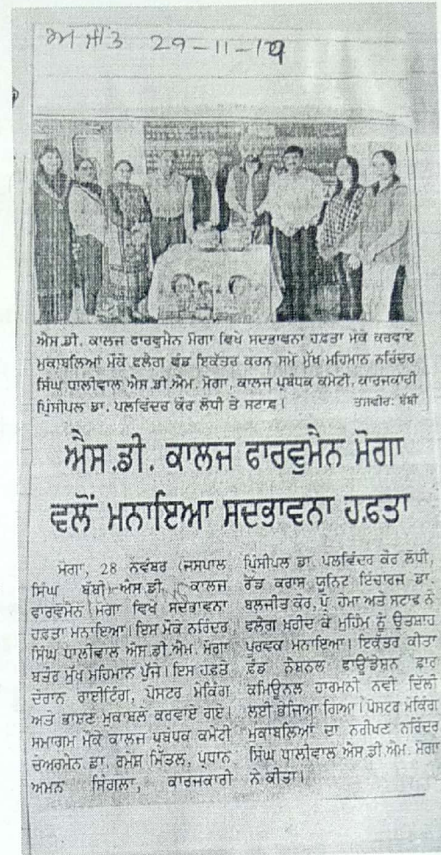 ਅਜੀਤ 29-11-19
ਐਸ.ਡੀ. ਕਾਲਜ ਫਾਰਵੁਮੈਨ ਮੋਗਾ ਵਿਖੇ ਸਦਭਾਵਨਾ ਹਫ਼ਤਾ ਮੌਕੇ ਕਰਵਾਏ
ਮੁਕਾਬਲਿਆਂ ਮੌਕੇ ਫਲੈਗ ਫੰਡ ਇਕੱਤਰ ਕਰਨ ਸਮੇਂ ਮੁੱਖ ਮਹਿਮਾਨ ਨਰਿੰਦਰ
ਸਿੰਘ ਧਾਲੀਵਾਲ ਐਸ.ਡੀ.ਐਮ. ਮੋਗਾ, ਕਾਲਜ ਪ੍ਰਬੰਧਕ ਕਮੇਟੀ, ਕਾਰਜਕਾਰੀ
ਪ੍ਰਿੰਸੀਪਲ ਡਾ. ਪਲਵਿੰਦਰ ਕੌਰ ਲੋਧੀ ਤੇ ਸਟਾਫ਼। ਤਸਵੀਰ: ਬੱਬੀ
ਐਸ.ਡੀ. ਕਾਲਜ ਫਾਰਵੁਮੈਨ ਮੋਗਾ
ਵਲੋਂ ਮਨਾਇਆ ਸਦਭਾਵਨਾ ਹਫ਼ਤਾ
ਮੋਗਾ, 28 ਨਵੰਬਰ (ਜਸਪਾਲ
ਸਿੰਘ ਬੱਬੀ)-ਐਸ.ਡੀ. ਕਾਲਜ
ਫਾਰਵੁਮੈਨ ਮੋਗਾ ਵਿਖੇ ਸਦਭਾਵਨਾ
ਹਫ਼ਤਾ ਮਨਾਇਆ। ਇਸ ਮੌਕੇ ਨਰਿੰਦਰ
ਸਿੰਘ ਧਾਲੀਵਾਲ ਐਸ.ਡੀ.ਐਮ. ਮੋਗਾ
ਬਤੌਰ ਮੁੱਖ ਮਹਿਮਾਨ ਪੁੱਜੇ। ਇਸ ਹਫ਼ਤੇ
ਦੌਰਾਨ ਰਾਈਟਿੰਗ, ਪੋਸਟਰ ਮੇਕਿੰਗ
ਅਤੇ ਭਾਸ਼ਣ ਮੁਕਾਬਲੇ ਕਰਵਾਏ ਗਏ।
ਸਮਾਗਮ ਮੌਕੇ ਕਾਲਜ ਪ੍ਰਬੰਧਕ ਕਮੇਟੀ
ਚੇਅਰਮੈਨ ਡਾ. ਰਮੇਸ਼ ਮਿੱਤਲ, ਪ੍ਰਧਾਨ
ਅਮਨ ਸਿੰਗਲਾ, ਕਾਰਜਕਾਰੀ
ਪ੍ਰਿੰਸੀਪਲ ਡਾ. ਪਲਵਿੰਦਰ ਕੌਰ ਲੋਧੀ,
ਰੈੱਡ ਕਰਾਸ ਯੂਨਿਟ ਇੰਚਾਰਜ ਡਾ.
ਬਲਜੀਤ ਕੌਰ, ਪ੍ਰੋ. ਹੇਮਾ ਅਤੇ ਸਟਾਫ ਨੇ
ਫਲੈਗ ਖ਼ਰੀਦ ਕੇ ਮੁਹਿੰਮ ਨੂੰ ਉਤਸ਼ਾਹ
ਪੂਰਵਕ ਮਨਾਇਆ। ਇਕੱਤਰ ਕੀਤਾ
ਫੰਡ ਨੈਸ਼ਨਲ ਫਾਊਂਡੇਸ਼ਨ ਫਾਰ
ਕਮਿਊਨਲ ਹਾਰਮਨੀ ਨਵੀਂ ਦਿੱਲੀ
ਲਈ ਭੇਜਿਆ ਗਿਆ। ਪੋਸਟਰ ਮੇਕਿੰਗ
ਮੁਕਾਬਲਿਆਂ ਦਾ ਨਰੀਖਣ ਨਰਿੰਦਰ
ਸਿੰਘ ਧਾਲੀਵਾਲ ਐਸ.ਡੀ.ਐਮ. ਮੋਗਾ
ਨੇ ਕੀਤਾ।